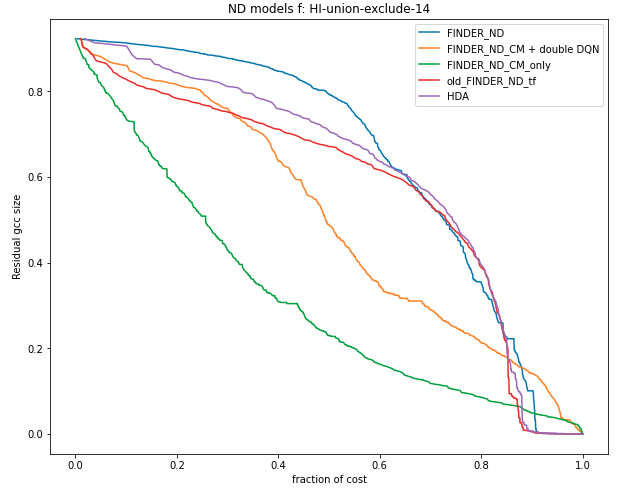 ND models f: HI-union-exclude-14
FINDER_ND
FINDER_ND_CM + double DQN
FINDER_ND_CM_only
old_FINDER_ND_tf
HDA
Residual gcc size
0.8
0.6
0.4
0.2
0.0
0.0 0.2 0.4 0.6 0.8 1.0
fraction of cost